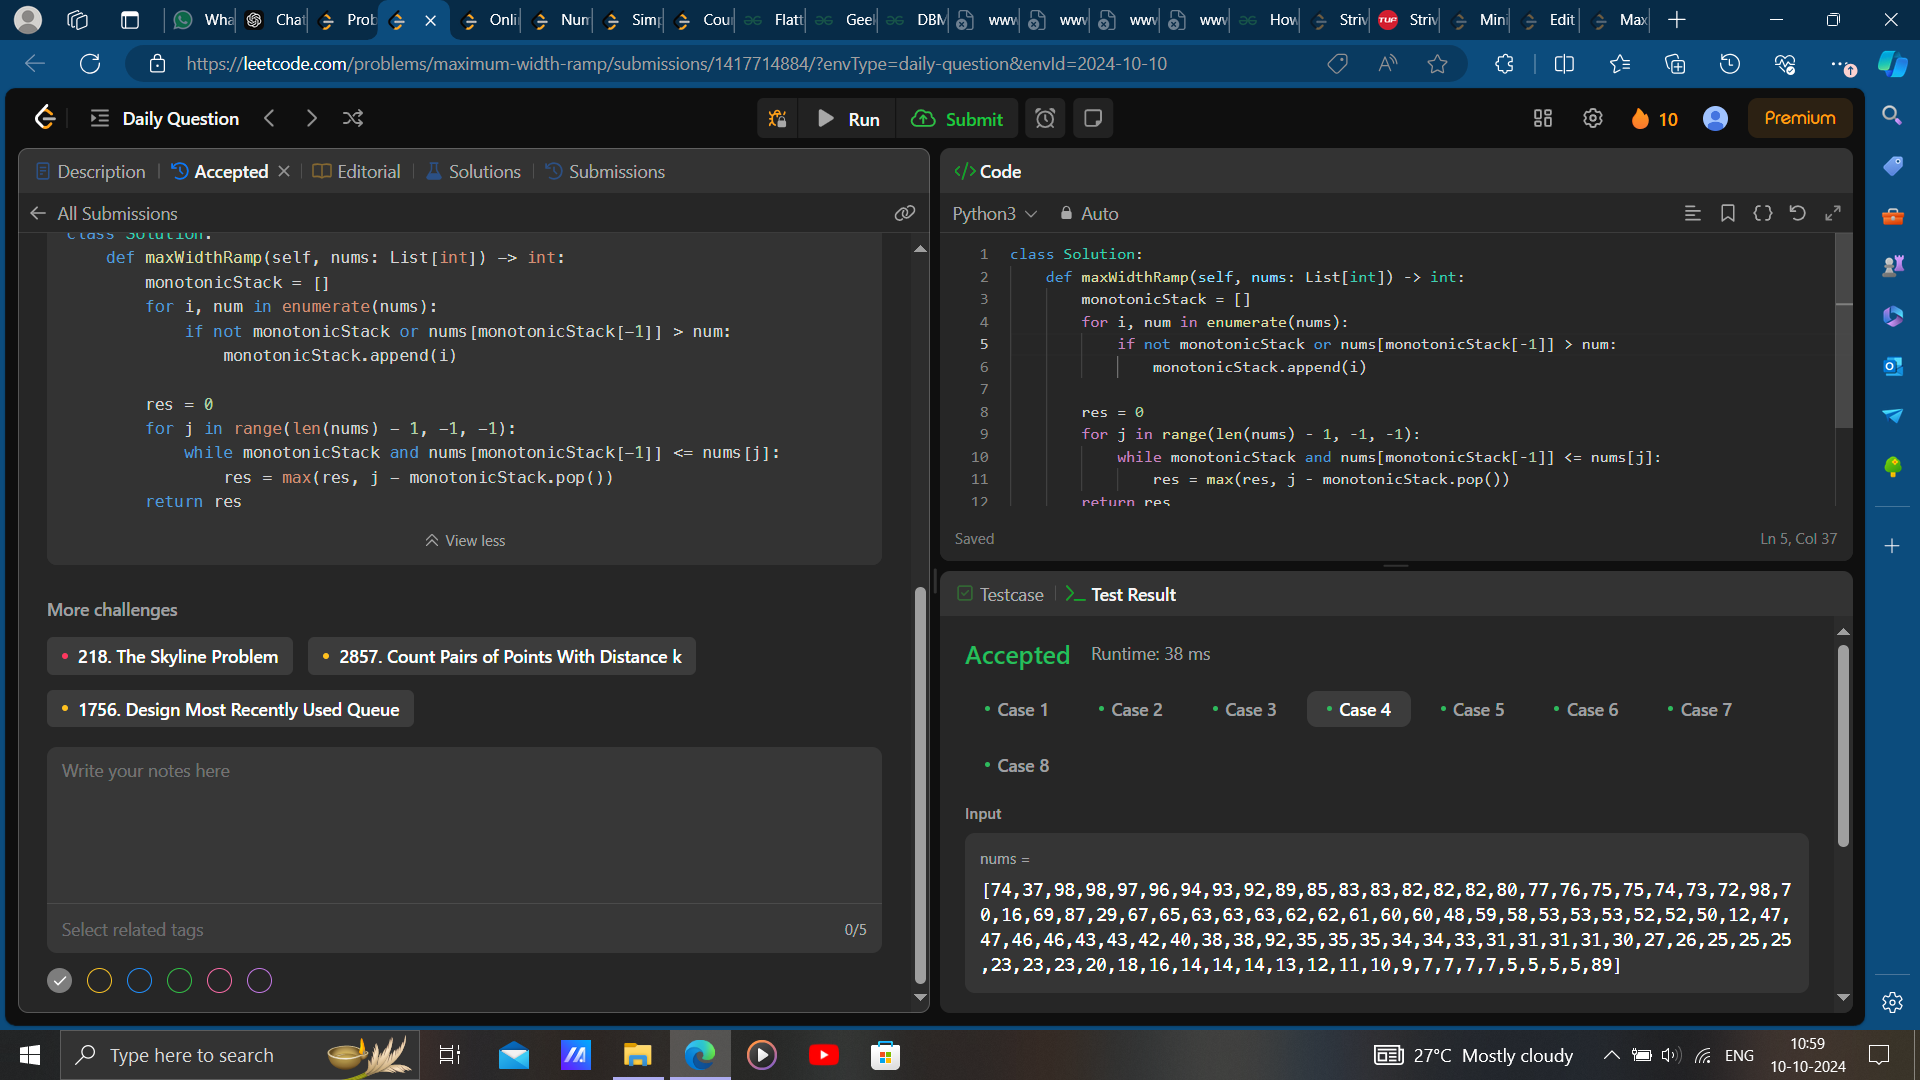 Wha
Chat
Prob
Onli
Num
Simp
Cou
Flatt
Geek
DBM
www
www
www
www
How
Striv
Striv
Mini
Edit
Max
https://leetcode.com/problems/maximum-width-ramp/submissions/1417714884/?envType=daily-question&envId=2024-10-10
Daily Question
Run
Submit
10
Premium
Description
Accepted
Editorial
Solutions
Submissions
All Submissions
class Solution:
def maxWidthRamp(self, nums: List[int]) -> int:
monotonicStack = []
for i, num in enumerate(nums):
if not monotonicStack or nums[monotonicStack[-1]] > num:
monotonicStack.append(i)
res = 0
for j in range(len(nums) - 1, -1, -1):
while monotonicStack and nums[monotonicStack[-1]] <= nums[j]:
res = max(res, j - monotonicStack.pop())
return res
View less
More challenges
218. The Skyline Problem
2857. Count Pairs of Points With Distance k
1756. Design Most Recently Used Queue
Write your notes here
Select related tags
0/5
</> Code
Python3
Auto
1 class Solution:
2 def maxWidthRamp(self, nums: List[int]) -> int:
3 monotonicStack = []
4 for i, num in enumerate(nums):
5 if not monotonicStack or nums[monotonicStack[-1]] > num:
6 monotonicStack.append(i)
7
8 res = 0
9 for j in range(len(nums) - 1, -1, -1):
10 while monotonicStack and nums[monotonicStack[-1]] <= nums[j]:
11 res = max(res, j - monotonicStack.pop())
12 return res
Saved
Ln 5, Col 37
Testcase
Test Result
Accepted
Runtime: 38 ms
Case 1
Case 2
Case 3
Case 4
Case 5
Case 6
Case 7
Case 8
Input
nums =
[74,37,98,98,97,96,94,93,92,89,85,83,83,82,82,82,80,77,76,75,75,74,73,72,98,7
0,16,69,87,29,67,65,63,63,63,62,62,61,60,60,48,59,58,53,53,53,52,52,50,12,47,
47,46,46,43,43,42,40,38,38,92,35,35,35,34,34,33,31,31,31,31,30,27,26,25,25,25
,23,23,23,20,18,16,14,14,14,13,12,11,10,9,7,7,7,7,5,5,5,5,89]
Type here to search
27°C Mostly cloudy
ENG
10:59
10-10-2024